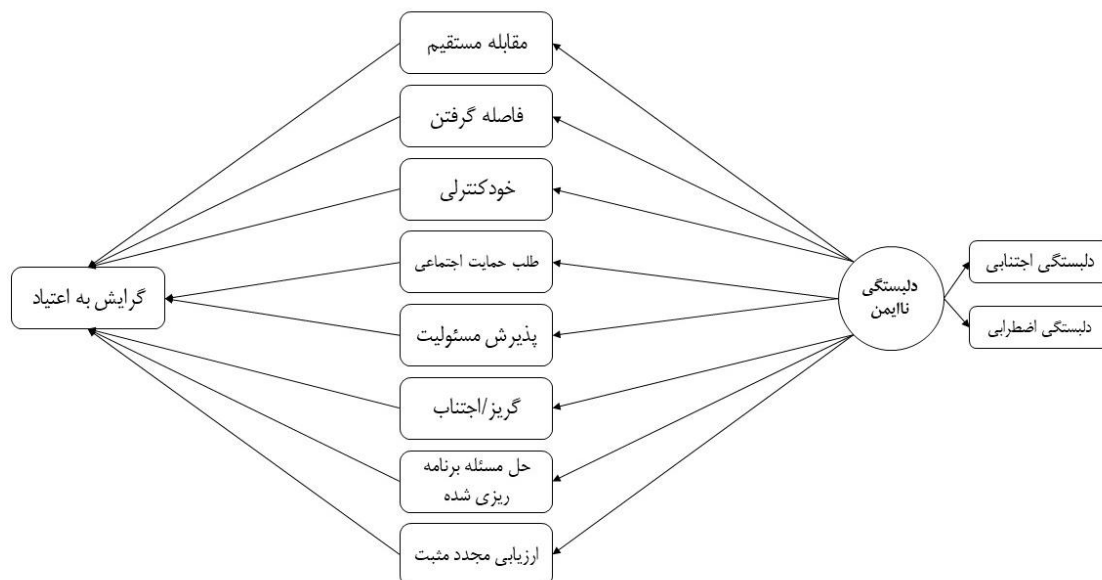 مقابله مستقیم
فاصله گرفتن
خودکنترلی
طلب حمایت اجتماعی
پذیرش مسئولیت
گریز/اجتناب
حل مسئله برنامه
ریزی شده
ارزیابی مجدد مثبت
دلبستگی اجتنابی
دلبستگی اضطرابی
دلبستگی
ناایمن
گرایش به اعتیاد